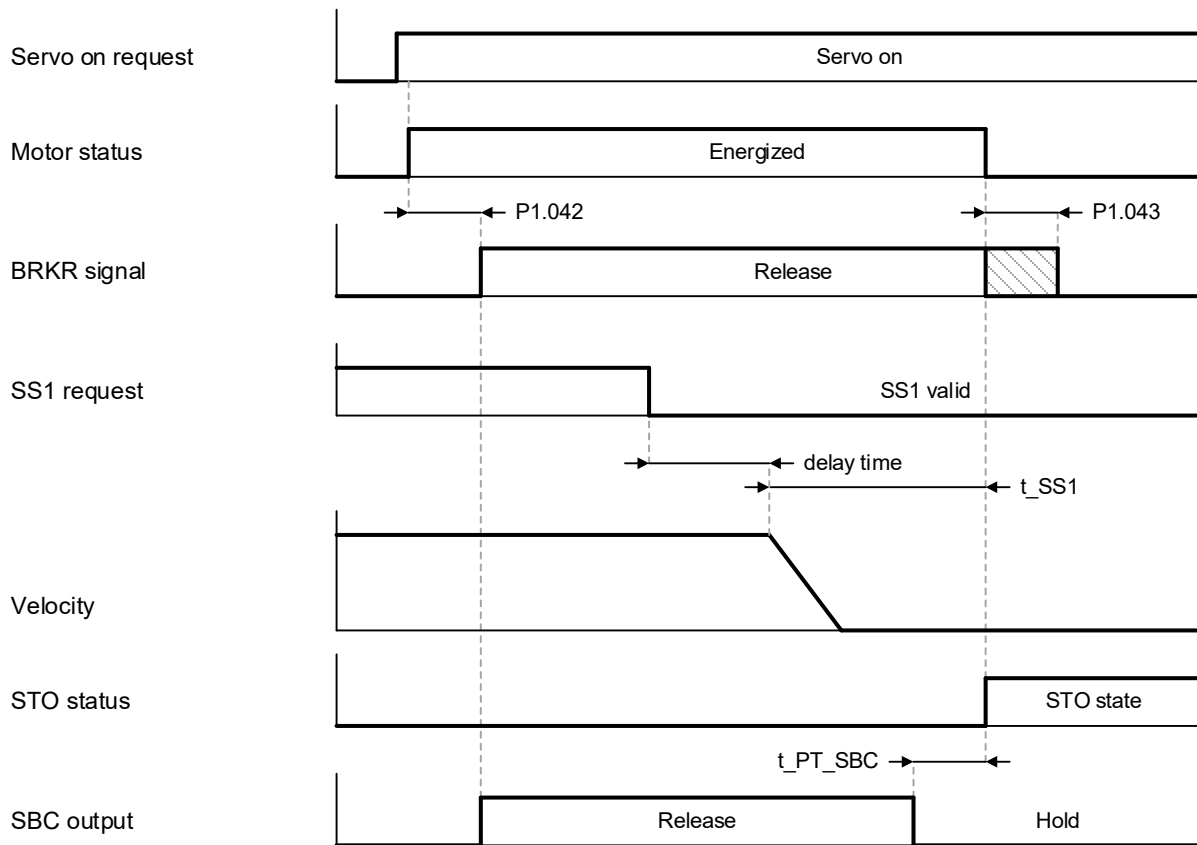 Servo on request
Servo on
Motor status
Energized
P1.042
P1.043
BRKR signal
Release
SS1 request
SS1 valid
delay time
t_SS1
Velocity
STO status
STO state
t_PT_SBC
SBC output
Release
Hold